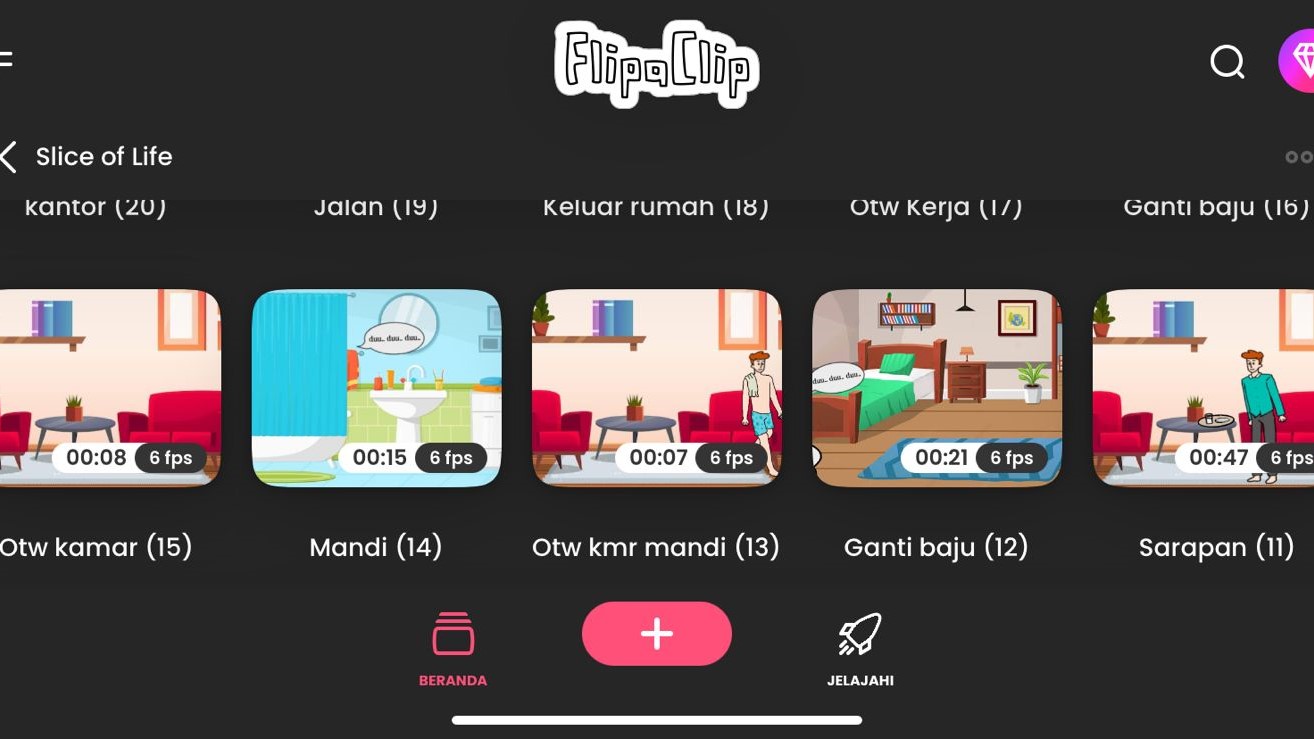 FlipaClip
Slice of Life
kantor (20)
Jalan (19)
Keluar rumah (18)
Otw Kerja (17)
Ganti baju (16)
00:08 6 fps
duu.. duu.. duu..
00:15 6 fps
00:07 6 fps
duu.. duu.. duu..
00:21 6 fps
00:47 6 fps
Otw kamar (15)
Mandi (14)
Otw kmr mandi (13)
Ganti baju (12)
Sarapan (11)
BERANDA
JELAJAHI